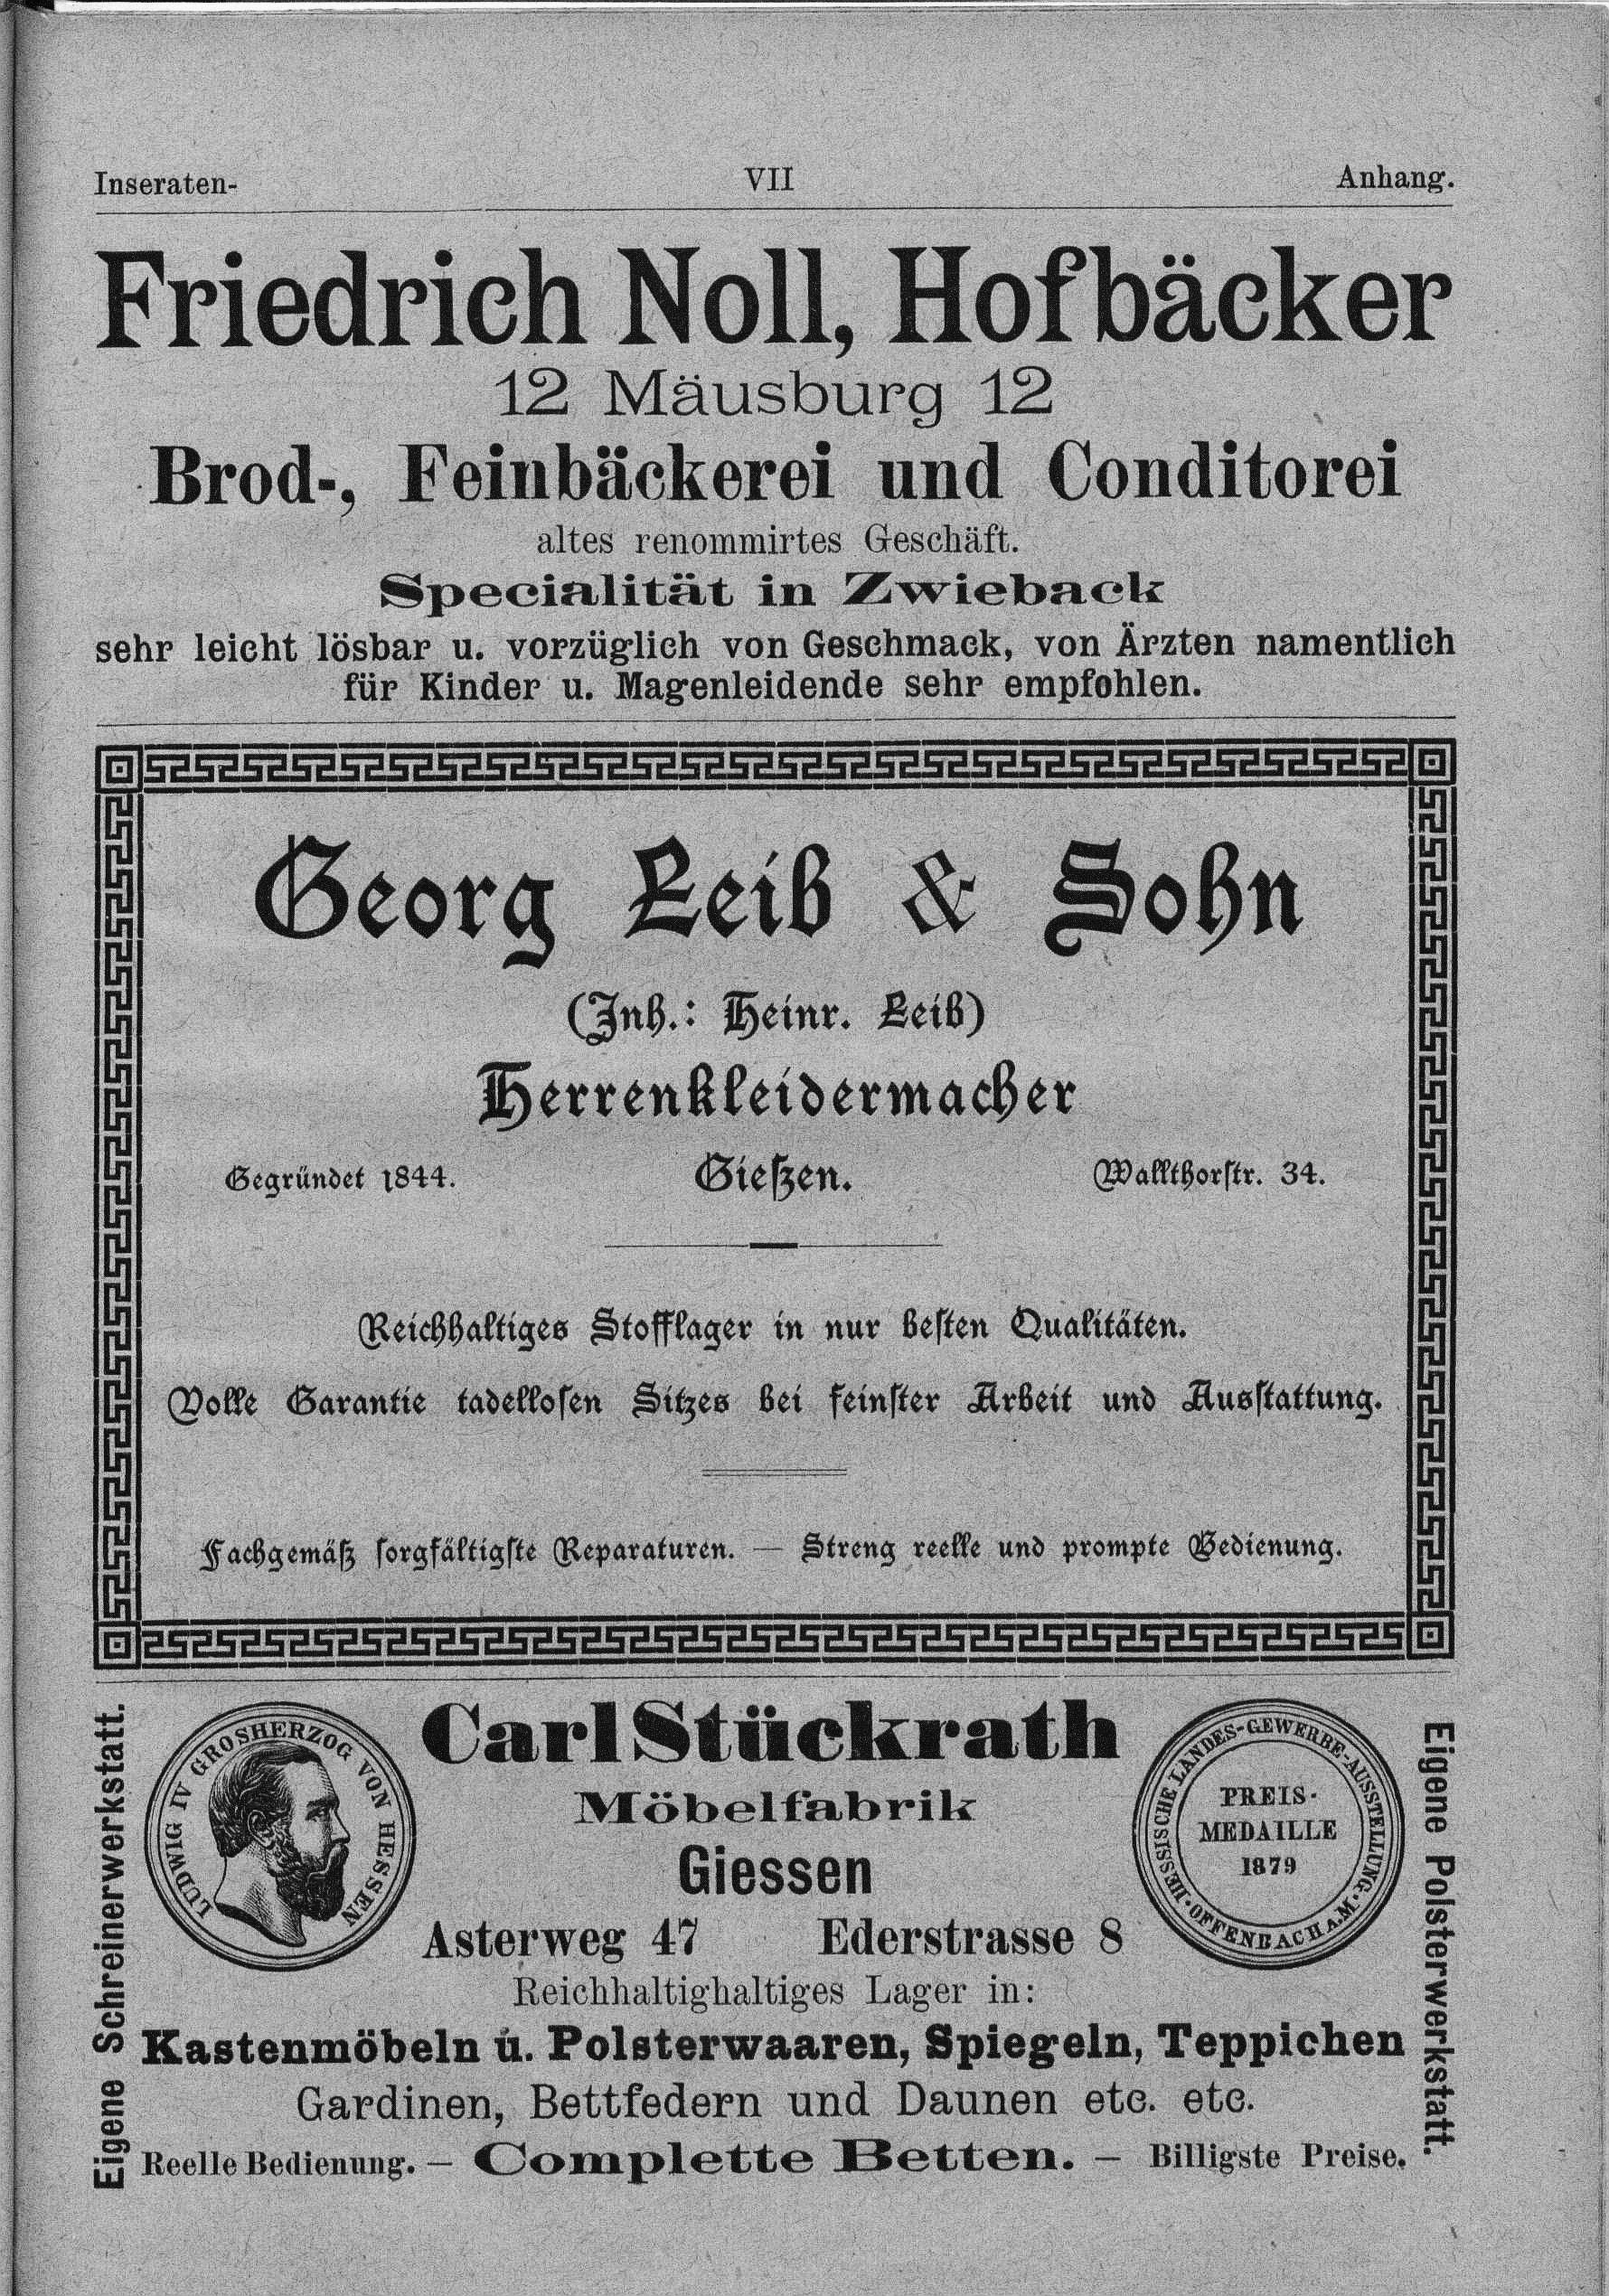 Inseraten- VII Anhang.
Friedrich Noll, Hofbäcker
12 Mäusburg 12
Brod-, Feinbäckerei und Conditorei
altes renommirtes Geschäft.
Specialität in Zwieback
sehr leicht lösbar u. vorzüglich von Geschmack, von Ärzten namentlich
für Kinder u. Magenleidende sehr empfohlen.
Georg Leib & Sohn
(Inh.: Heinr. Leib)
Herrenkleidermacher
Gegründet 1844. Gießen. Wallthorstr. 34.
Reichhaltiges Stofflager in nur besten Qualitäten.
Volle Garantie tadellosen Sitzes bei feinster Arbeit und Ausstattung.
Fachgemäß sorgfältigste Reparaturen. — Streng reelle und prompte Bedienung.
Eigene Schreinerwerkstatt.
LUDWIG IV GROSHERZOG VON HESSEN
Carl Stückrath
Möbelfabrik
Giessen
Asterweg 47 Ederstrasse 8
HESSISCHE LANDES-GEWERBE-AUSSTELLUNG · OFFENBACH A.M. ·
PREIS-
MEDAILLE
1879
Eigene Polsterwerkstatt.
Reichhaltighaltiges Lager in:
Kastenmöbeln u. Polsterwaaren, Spiegeln, Teppichen
Gardinen, Bettfedern und Daunen etc. etc.
Reelle Bedienung. — Complette Betten. — Billigste Preise.